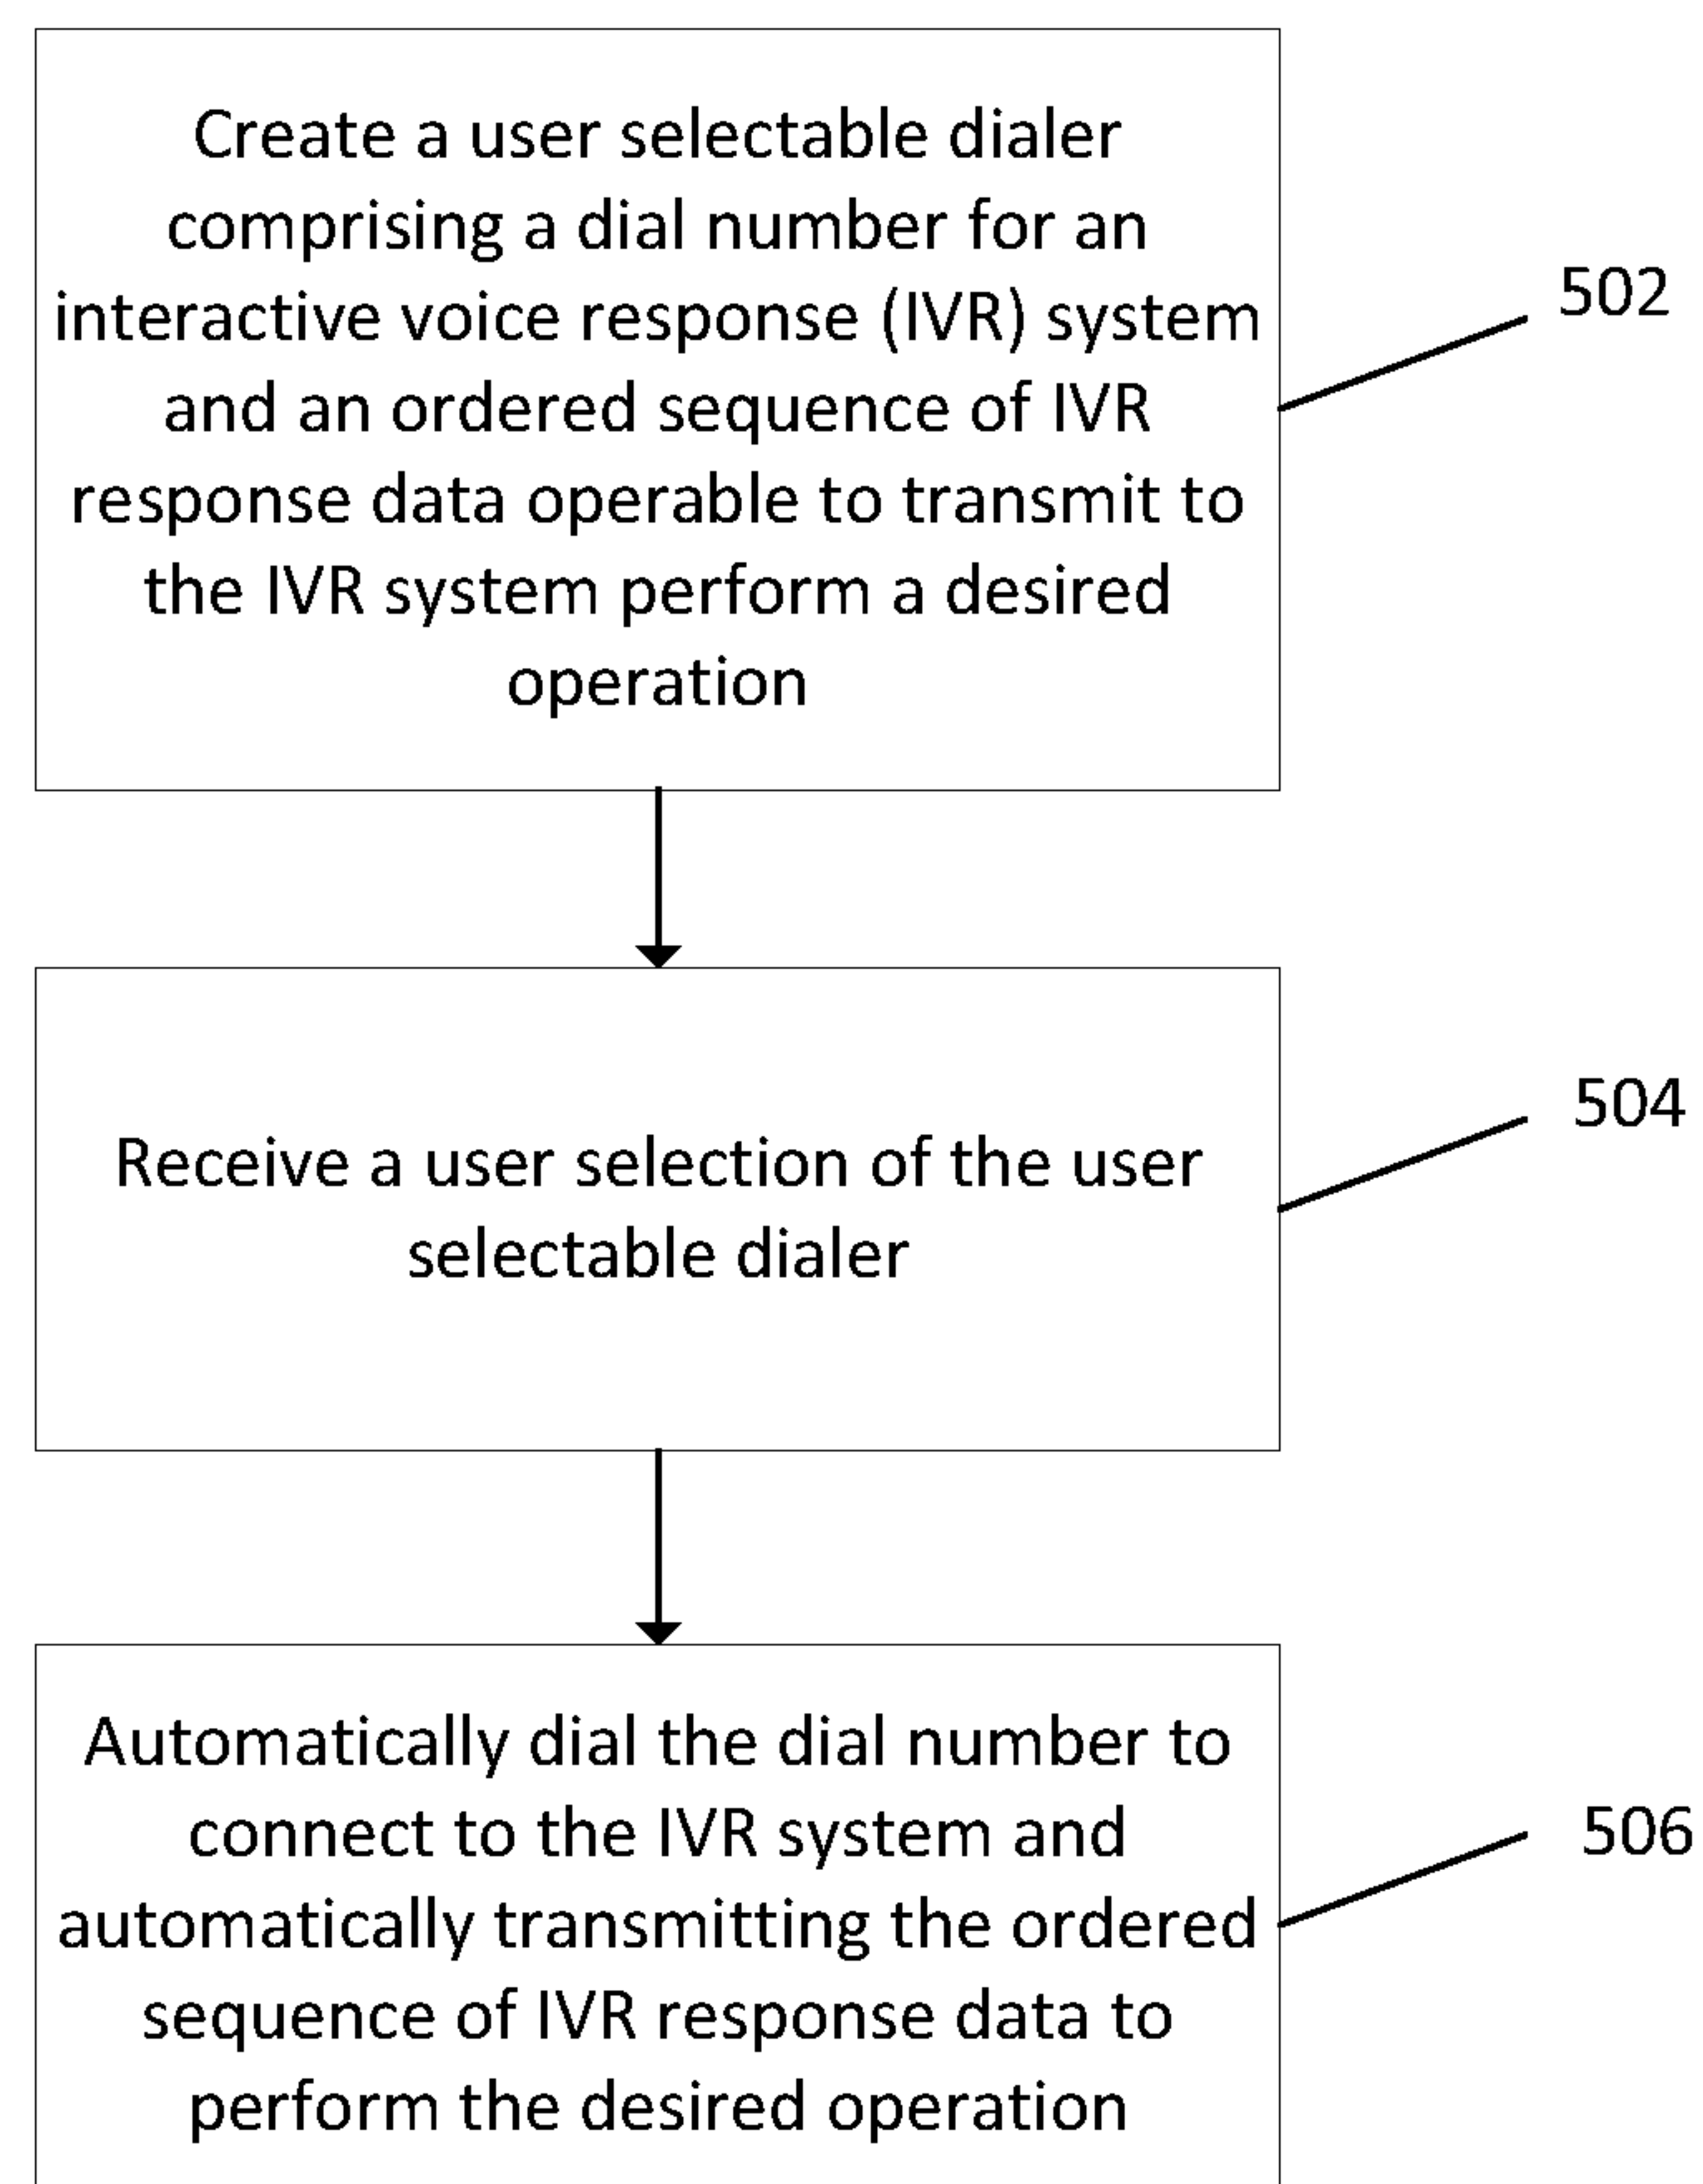 Create a user selectable dialer
comprising a dial number for an
interactive voice response (IVR) system
and an ordered sequence of IVR
response data operable to transmit to
the IVR system perform a desired
operation
502
Receive a user selection of the user
selectable dialer
504
Automatically dial the dial number to
connect to the IVR system and
automatically transmitting the ordered
sequence of IVR response data to
perform the desired operation
506